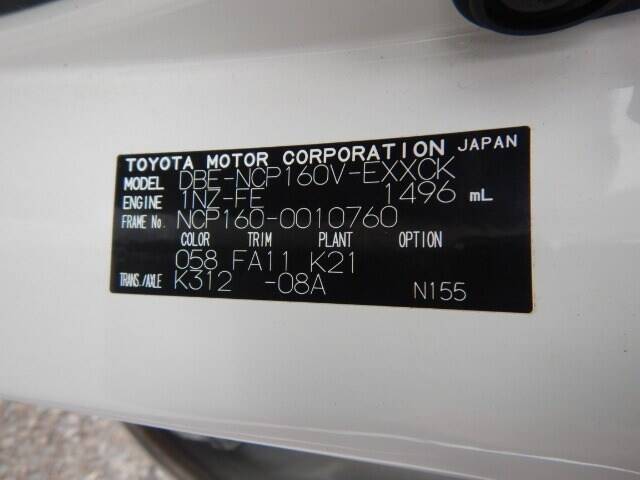 TOYOTA MOTOR CORPORATION JAPAN
MODEL DBE-NCP160V-EXXCK
ENGINE 1NZ-FE 1496 mL
FRAME No. NCP160-0010760
COLOR TRIM PLANT OPTION
058 FA11 K21
TRANS./AXLE K312 -08A N155